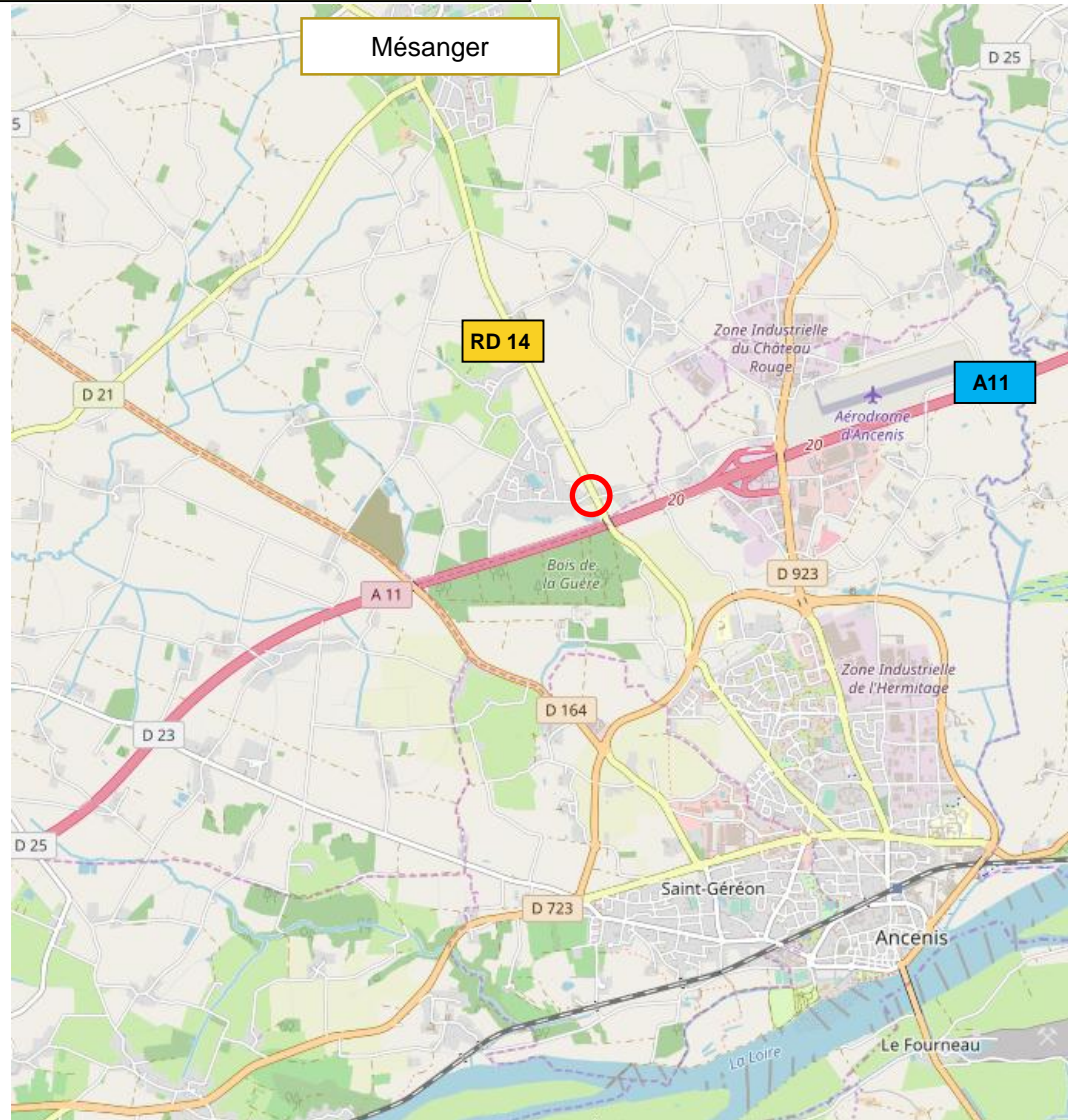 Mésanger
D 25
5
RD 14
Zone Industrielle
du Château
Rouge
A11
D 21
Aérodrome
d'Ancenis
20
20
Bois de
la Guère
D 923
A 11
Zone Industrielle
de l'Hermitage
D 164
D 23
D 25
Saint-Géréon
D 723
Ancenis
Le Fourneau
La Loire